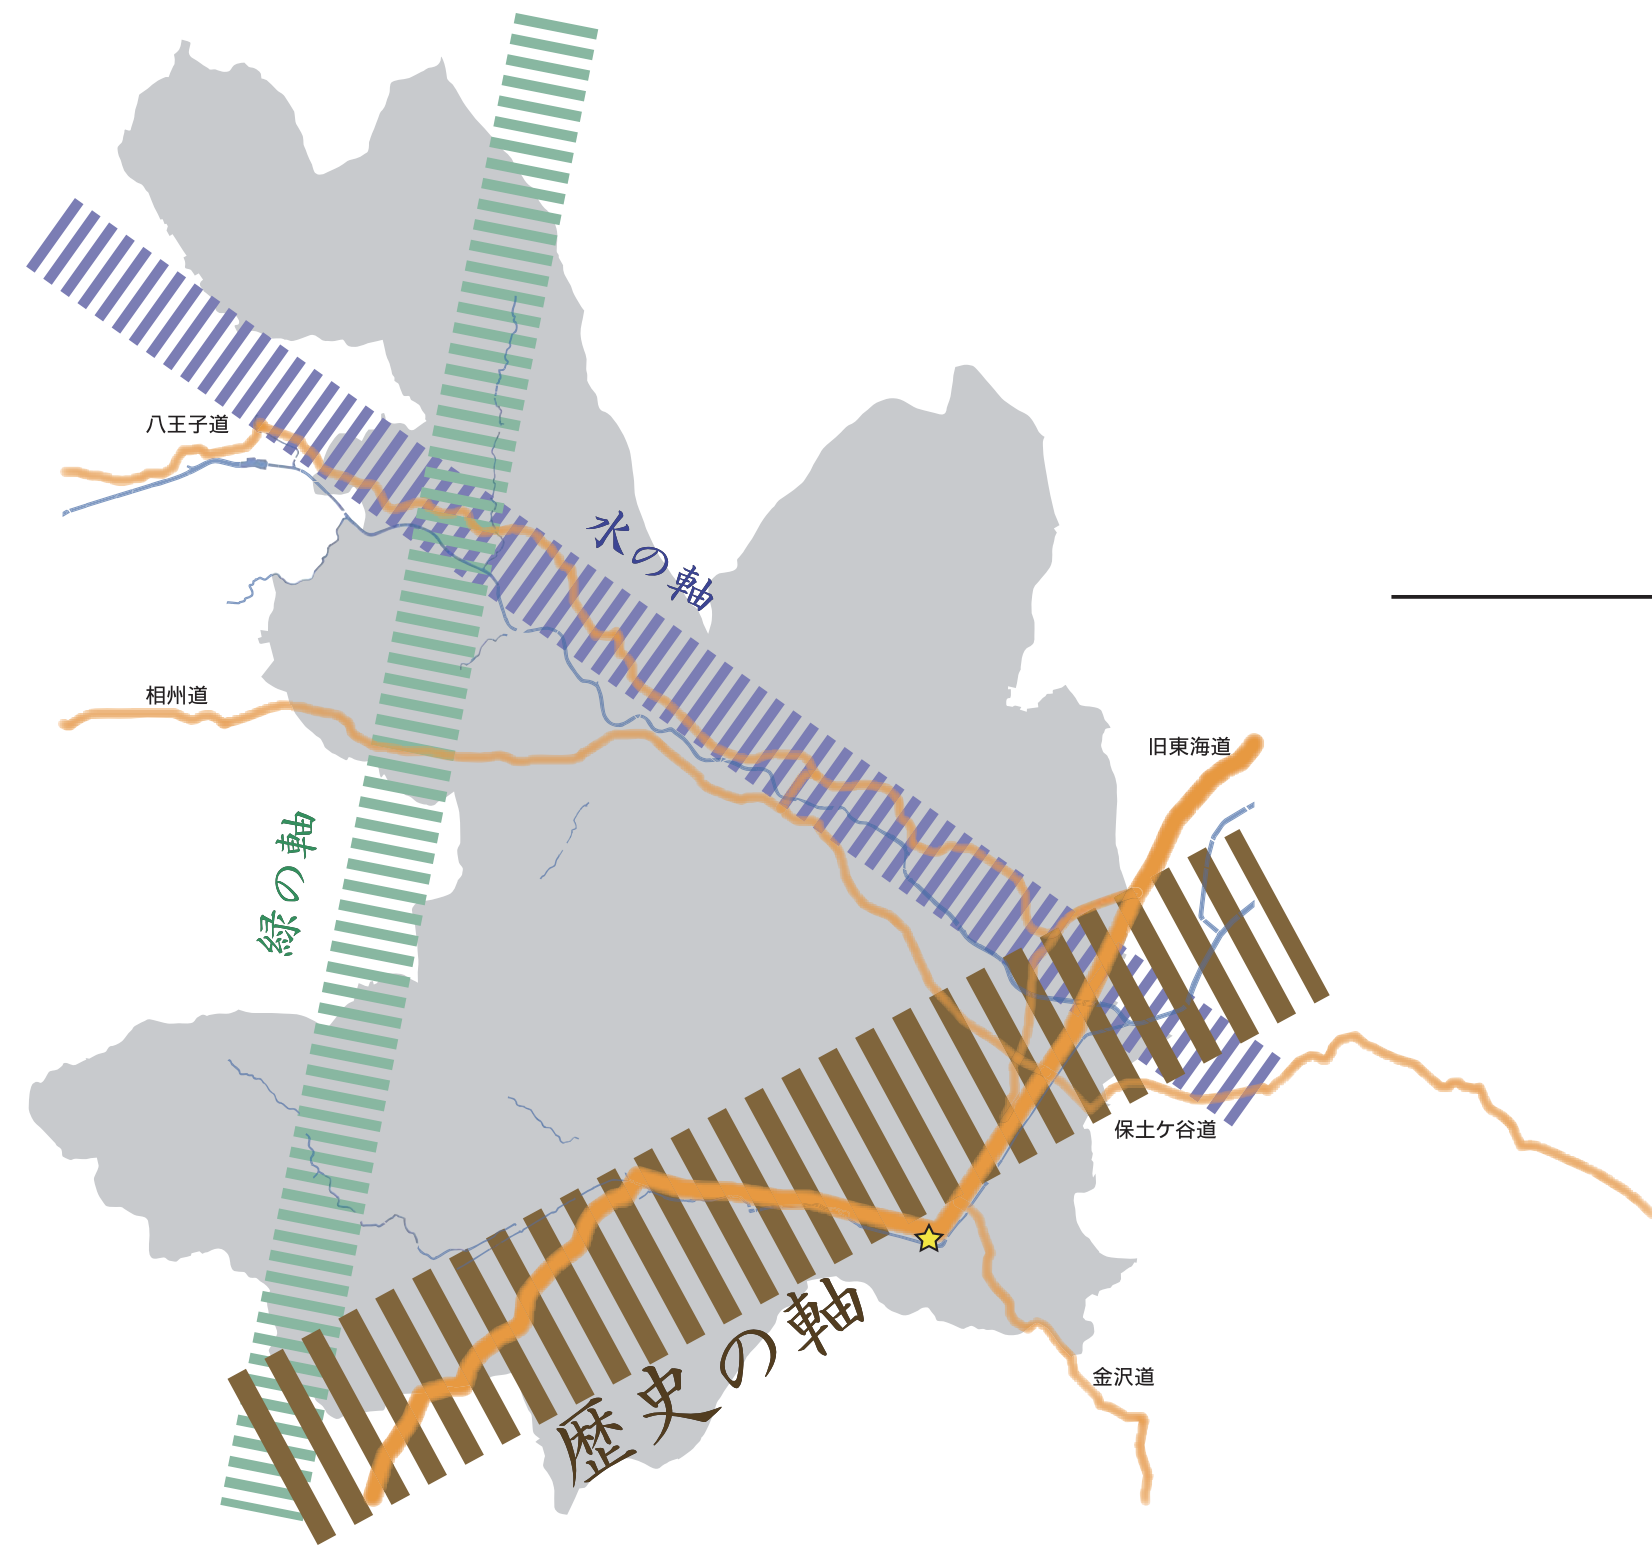 八王子道
水の軸
相州道
旧東海道
緑の軸
保土ケ谷道
歴史の軸
金沢道